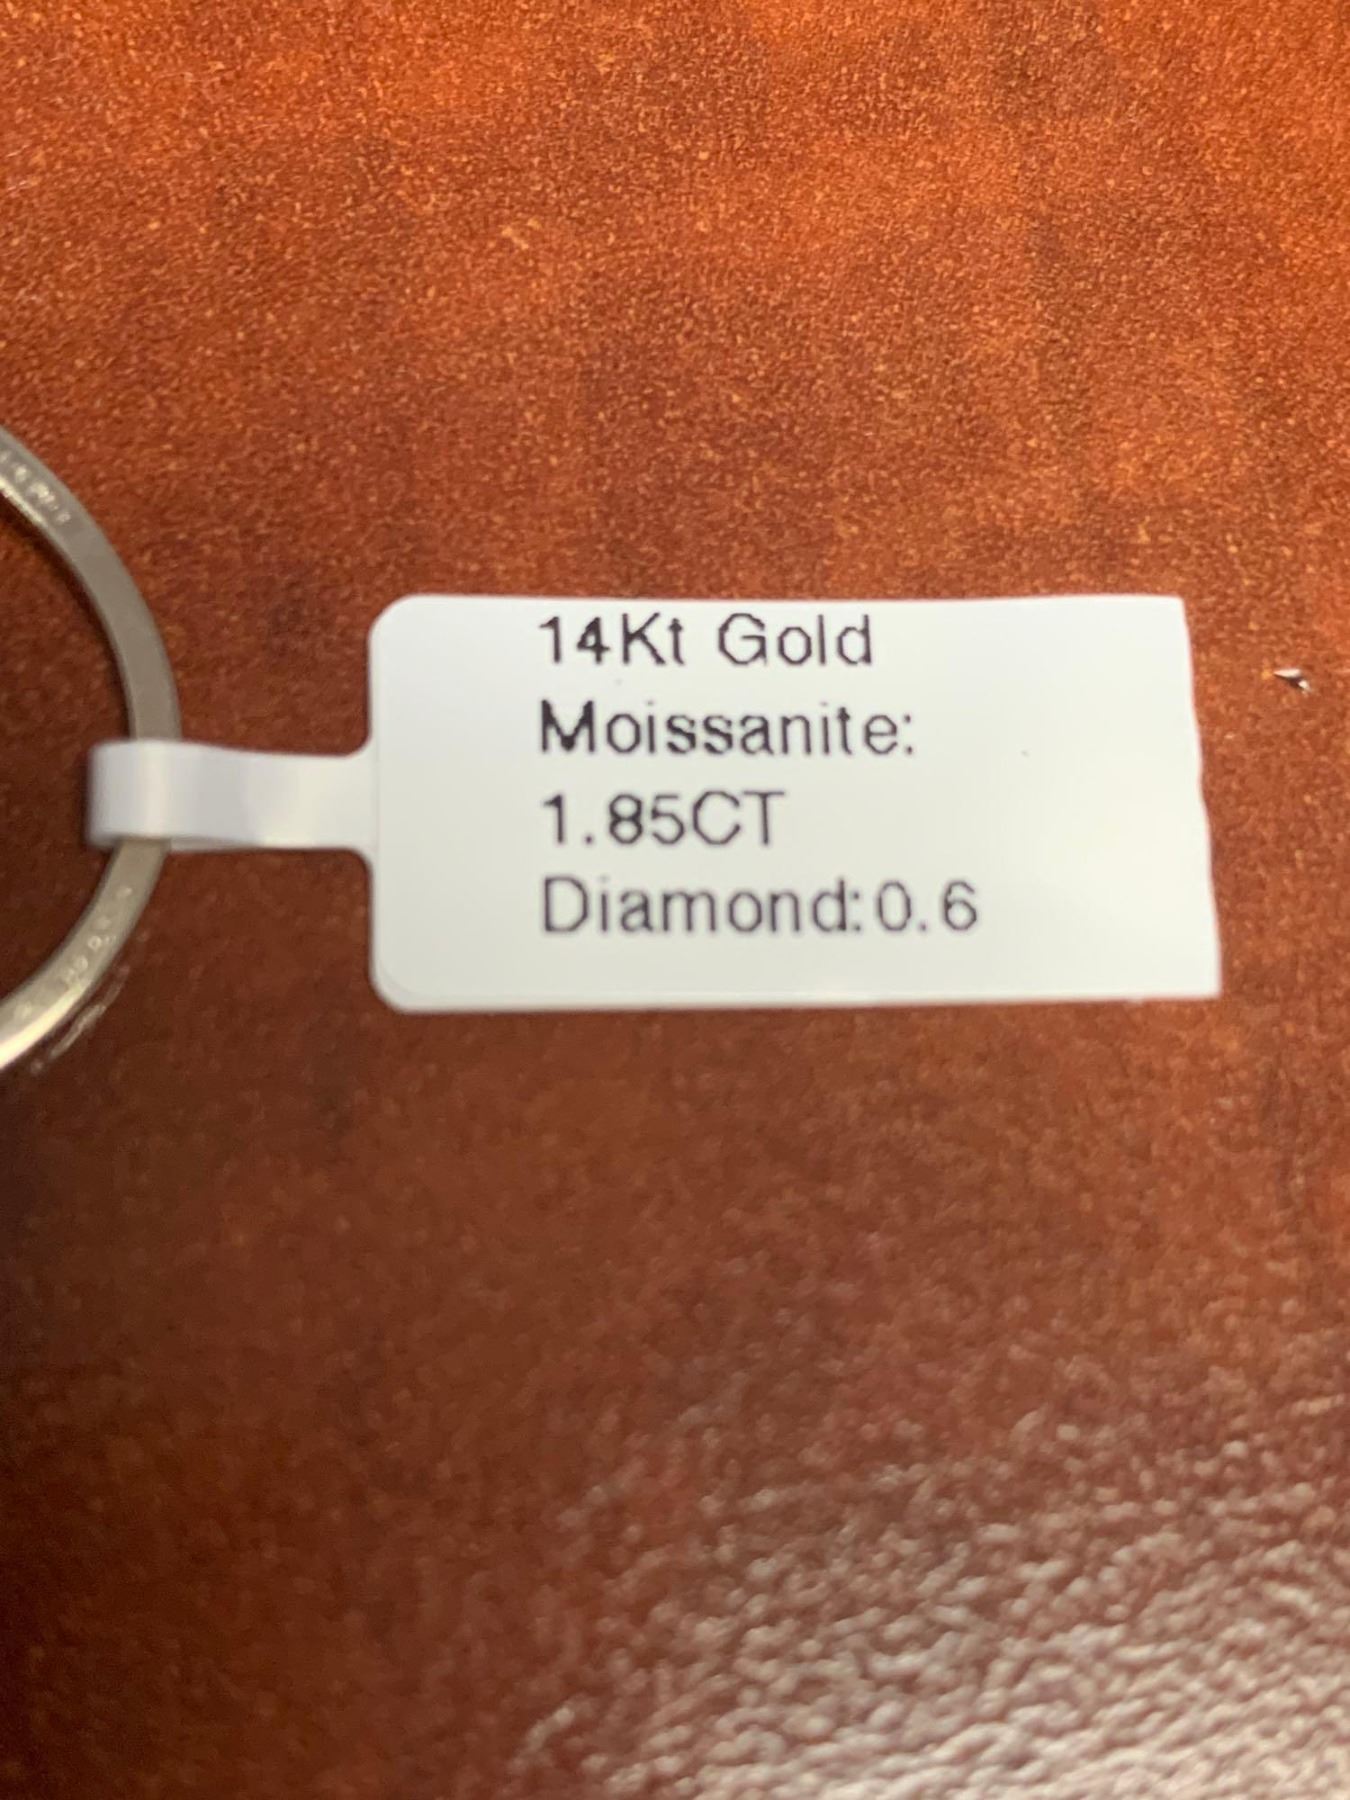 14Kt Gold
Moissanite:
1.85CT
Diamond:0.6